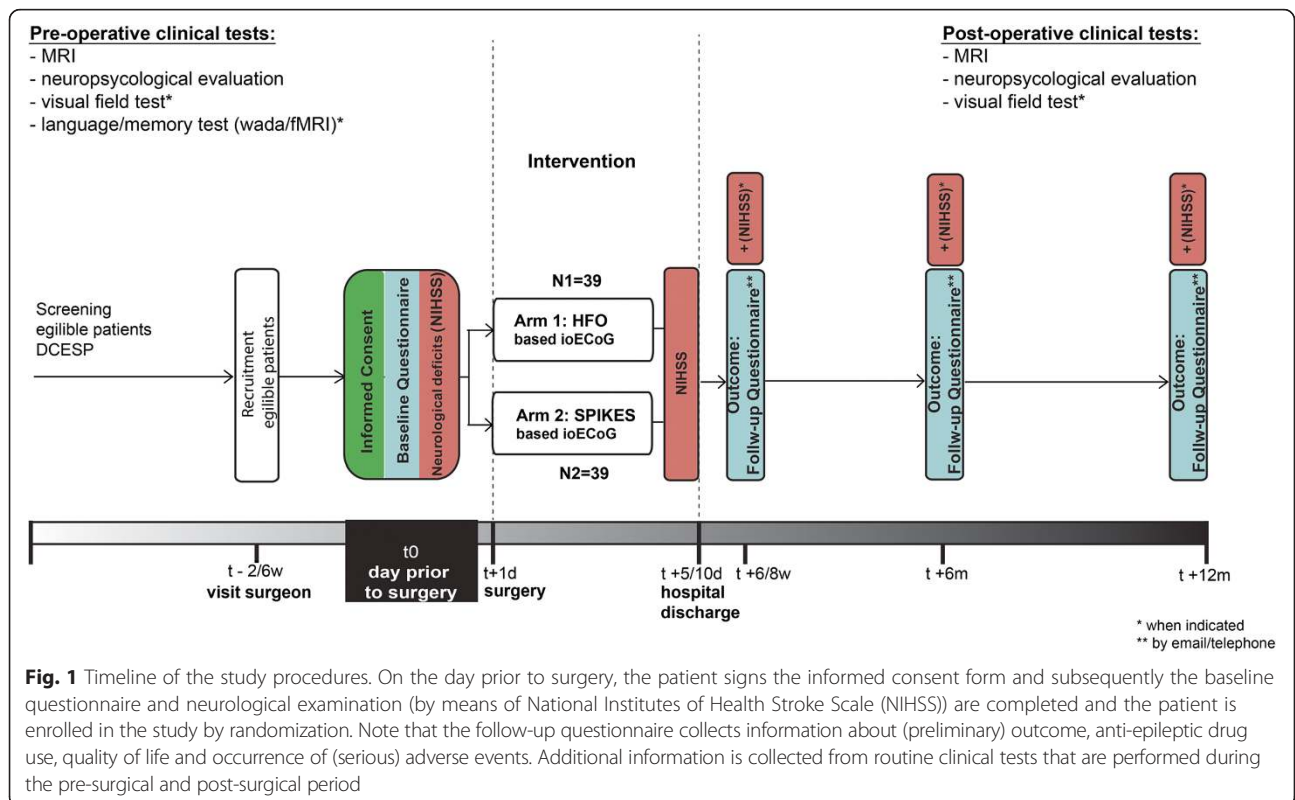 Pre-operative clinical tests:
- MRI
- neuropsycological evaluation
- visual field test*
- language/memory test (wada/fMRI)*
Post-operative clinical tests:
- MRI
- neuropsycological evaluation
- visual field test*
Intervention
Screening
egilible patients
DCESP
Recruitment
egilible patients
Informed Consent
Baseline Questionnaire
Neurological deficits (NIHSS)
N1=39
Arm 1: HFO
based ioECoG
Arm 2: SPIKES
based ioECoG
N2=39
NIHSS
+ (NIHSS)*
Outcome:
Follw-up Questionnaire**
+ (NIHSS)*
Outcome:
Follw-up Questionnaire**
+ (NIHSS)*
Outcome:
Follw-up Questionnaire**
t - 2/6w
visit surgeon
t0
day prior
to surgery
t+1d
surgery
t +5/10d
hospital
discharge
t +6/8w
t +6m
t +12m
* when indicated
** by email/telephone
Fig. 1 Timeline of the study procedures. On the day prior to surgery, the patient signs the informed consent form and subsequently the baseline
questionnaire and neurological examination (by means of National Institutes of Health Stroke Scale (NIHSS)) are completed and the patient is
enrolled in the study by randomization. Note that the follow-up questionnaire collects information about (preliminary) outcome, anti-epileptic drug
use, quality of life and occurrence of (serious) adverse events. Additional information is collected from routine clinical tests that are performed during
the pre-surgical and post-surgical period